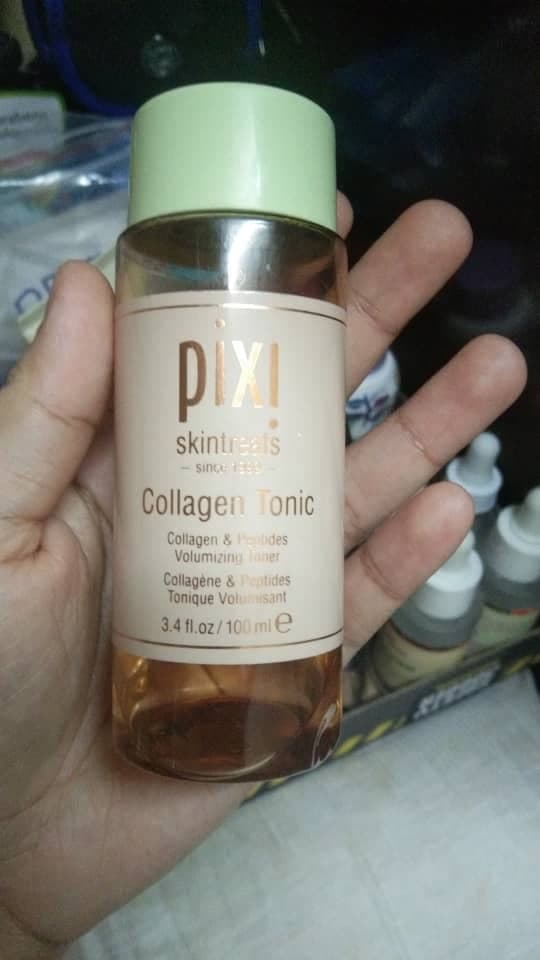 pixi
skintreats
– since 1999 –
Collagen Tonic
Collagen & Peptides
Volumizing Toner
Collagène & Peptides
Tonique Volumisant
3.4 fl.oz / 100 ml ℮